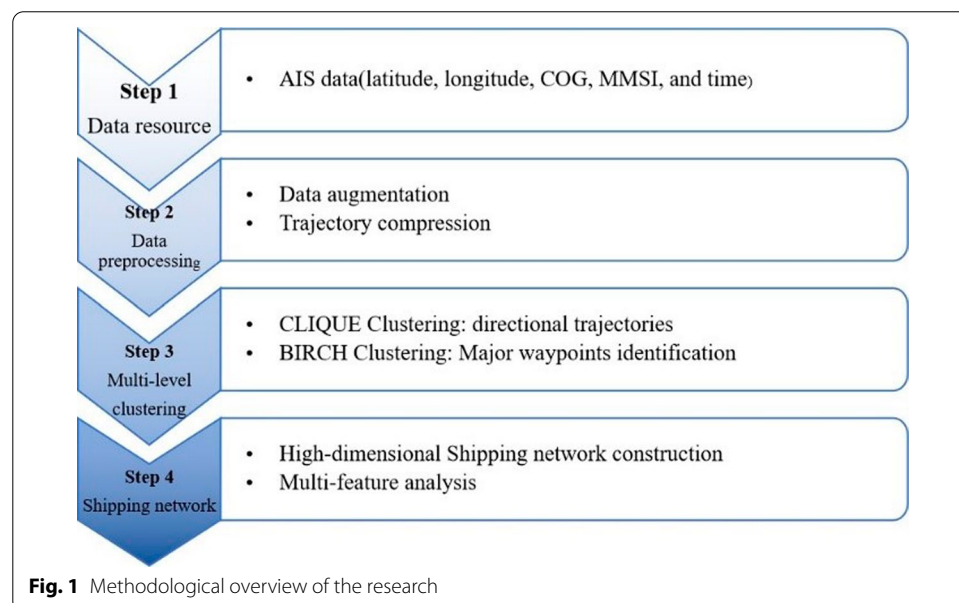 Step 1
Data resource
• AIS data(latitude, longitude, COG, MMSI, and time)
Step 2
Data
preprocessing
• Data augmentation
• Trajectory compression
Step 3
Multi-level
clustering
• CLIQUE Clustering: directional trajectories
• BIRCH Clustering: Major waypoints identification
Step 4
Shipping network
• High-dimensional Shipping network construction
• Multi-feature analysis
Fig. 1 Methodological overview of the research